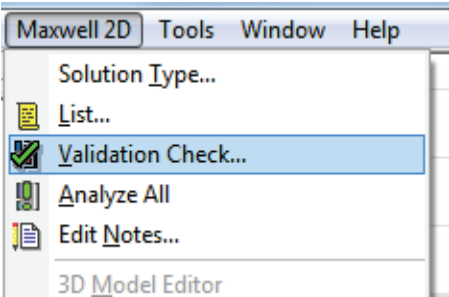 Maxwell 2D Tools Window Help
Solution Type...
List...
Validation Check...
Analyze All
Edit Notes...
3D Model Editor